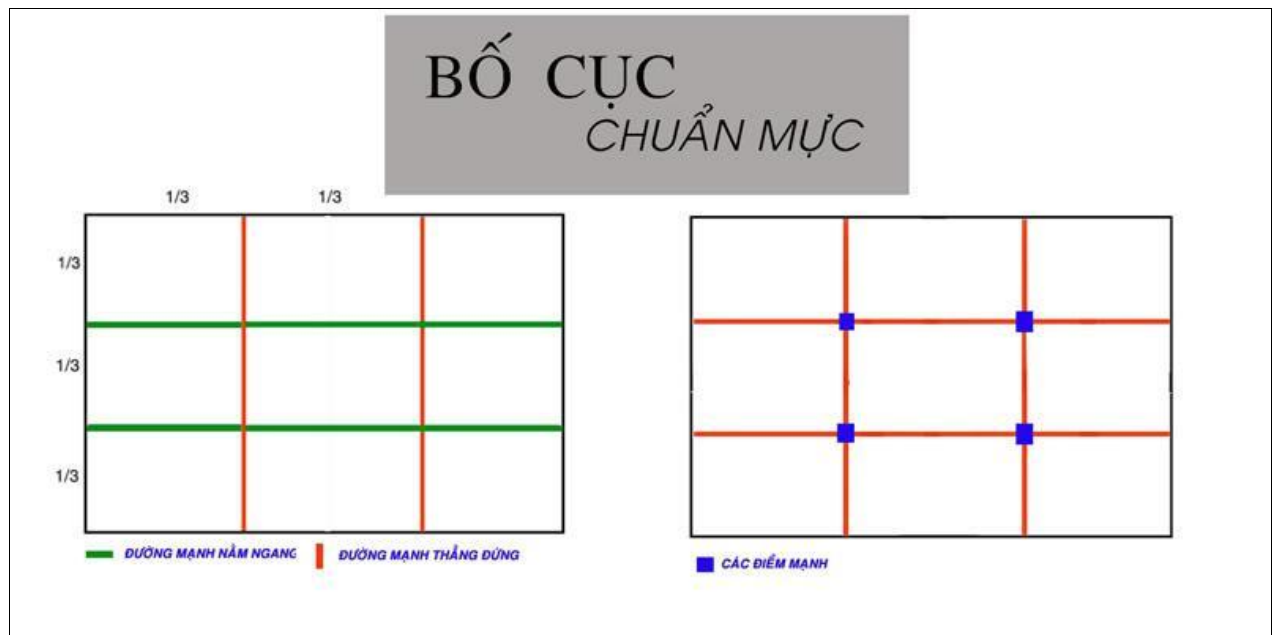 BỐ CỤC
CHUẨN MỰC
1/3 1/3
1/3
1/3
1/3
ĐƯỜNG MẠNH NẰM NGANG ĐƯỜNG MẠNH THẲNG ĐỨNG
CÁC ĐIỂM MẠNH